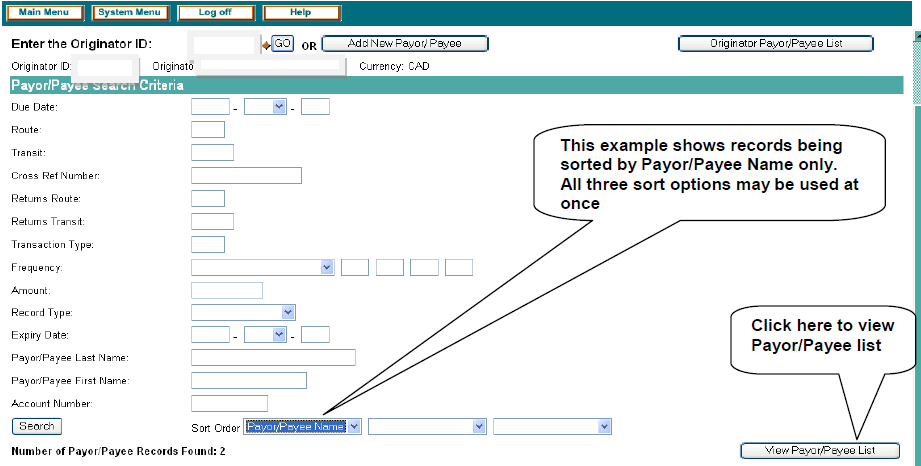 Main Menu System Menu Log off Help
Enter the Originator ID: GO OR Add New Payor/ Payee Originator Payor/Payee List
Originator ID: Originato Currency: CAD
Payor/Payee Search Criteria
Due Date: - -
Route:
Transit:
Cross Ref Number:
Returns Route:
Returns Transit:
Transaction Type:
Frequency:
Amount:
Record Type:
Expiry Date: - -
Payor/Payee Last Name:
Payor/Payee First Name:
Account Number:
Search Sort Order Payor/Payee Name
Number of Payor/Payee Records Found: 2
View Payor/Payee List
This example shows records being
sorted by Payor/Payee Name only.
All three sort options may be used at
once
Click here to view
Payor/Payee list